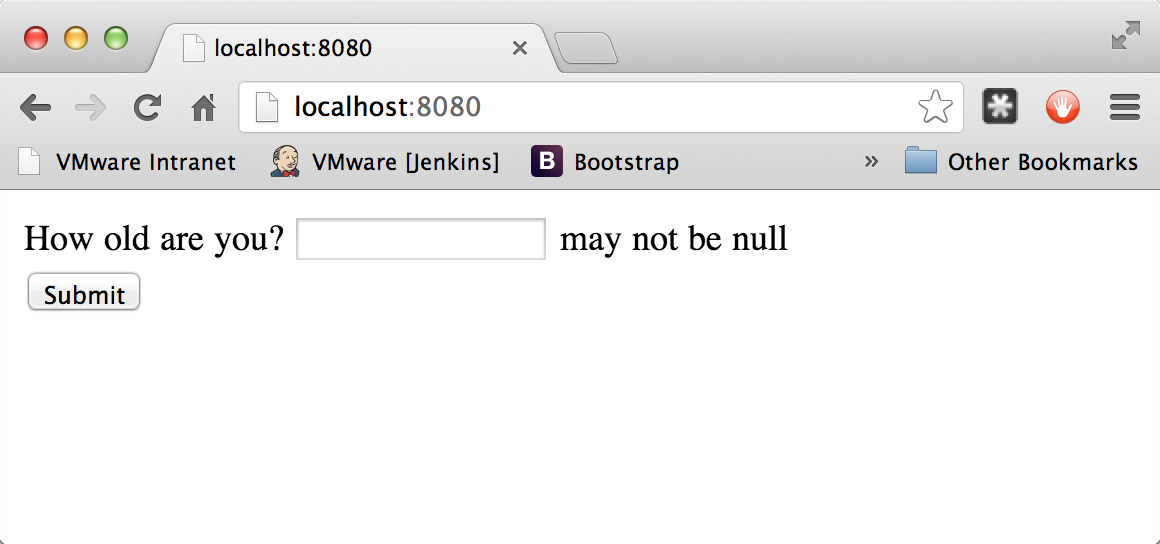 localhost:8080
localhost:8080
VMware Intranet VMware [Jenkins] B Bootstrap » Other Bookmarks
How old are you? may not be null
Submit